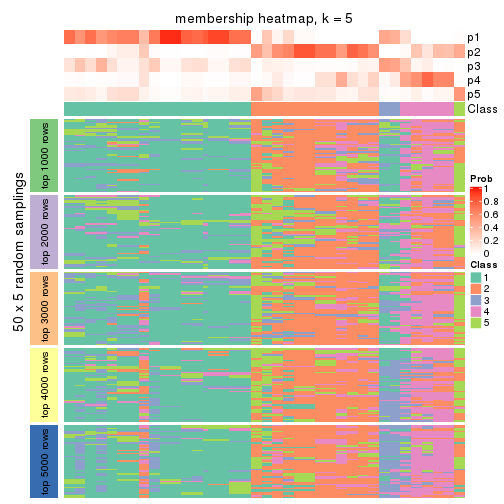 membership heatmap, k = 5
p1
p2
p3
p4
p5
Class
50 x 5 random samplings
top 1000 rows
top 2000 rows
top 3000 rows
top 4000 rows
top 5000 rows
Prob
1
0.8
0.6
0.4
0.2
0
Class
1
2
3
4
5